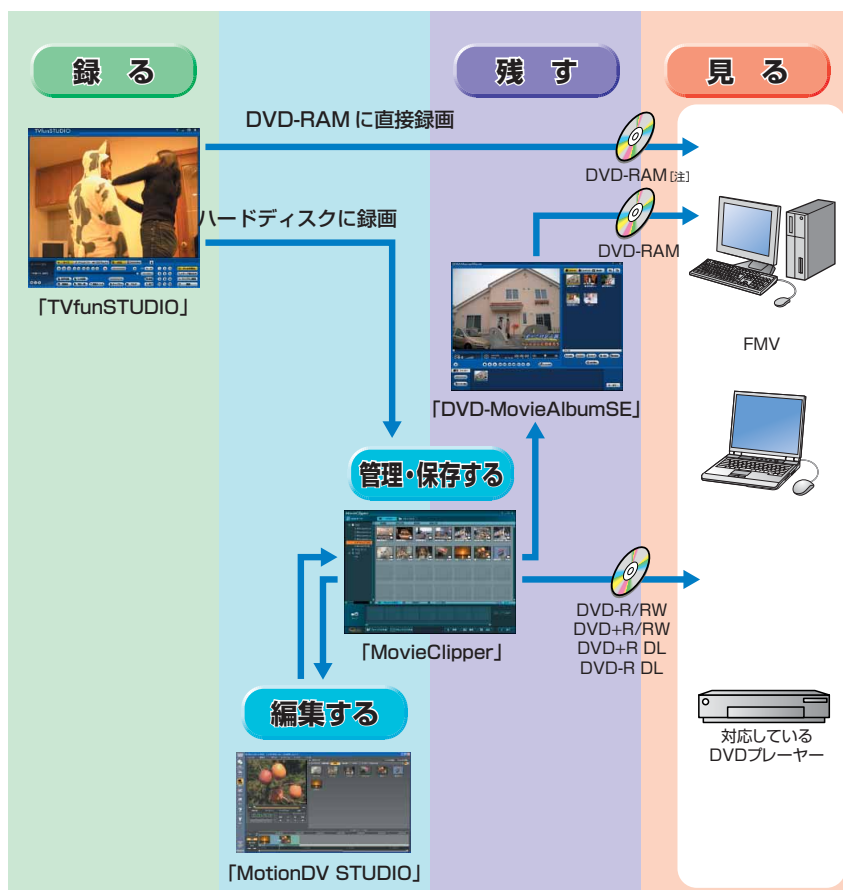 録 る
残 す
見 る
DVD-RAM に直接録画
DVD-RAM [注]
ハードディスクに録画
DVD-RAM
「TVfunSTUDIO」
FMV
「DVD-MovieAlbumSE」
管理・保存する
DVD-R/RW
DVD+R/RW
DVD+R DL
DVD-R DL
「MovieClipper」
編集する
対応している
DVDプレーヤー
「MotionDV STUDIO」